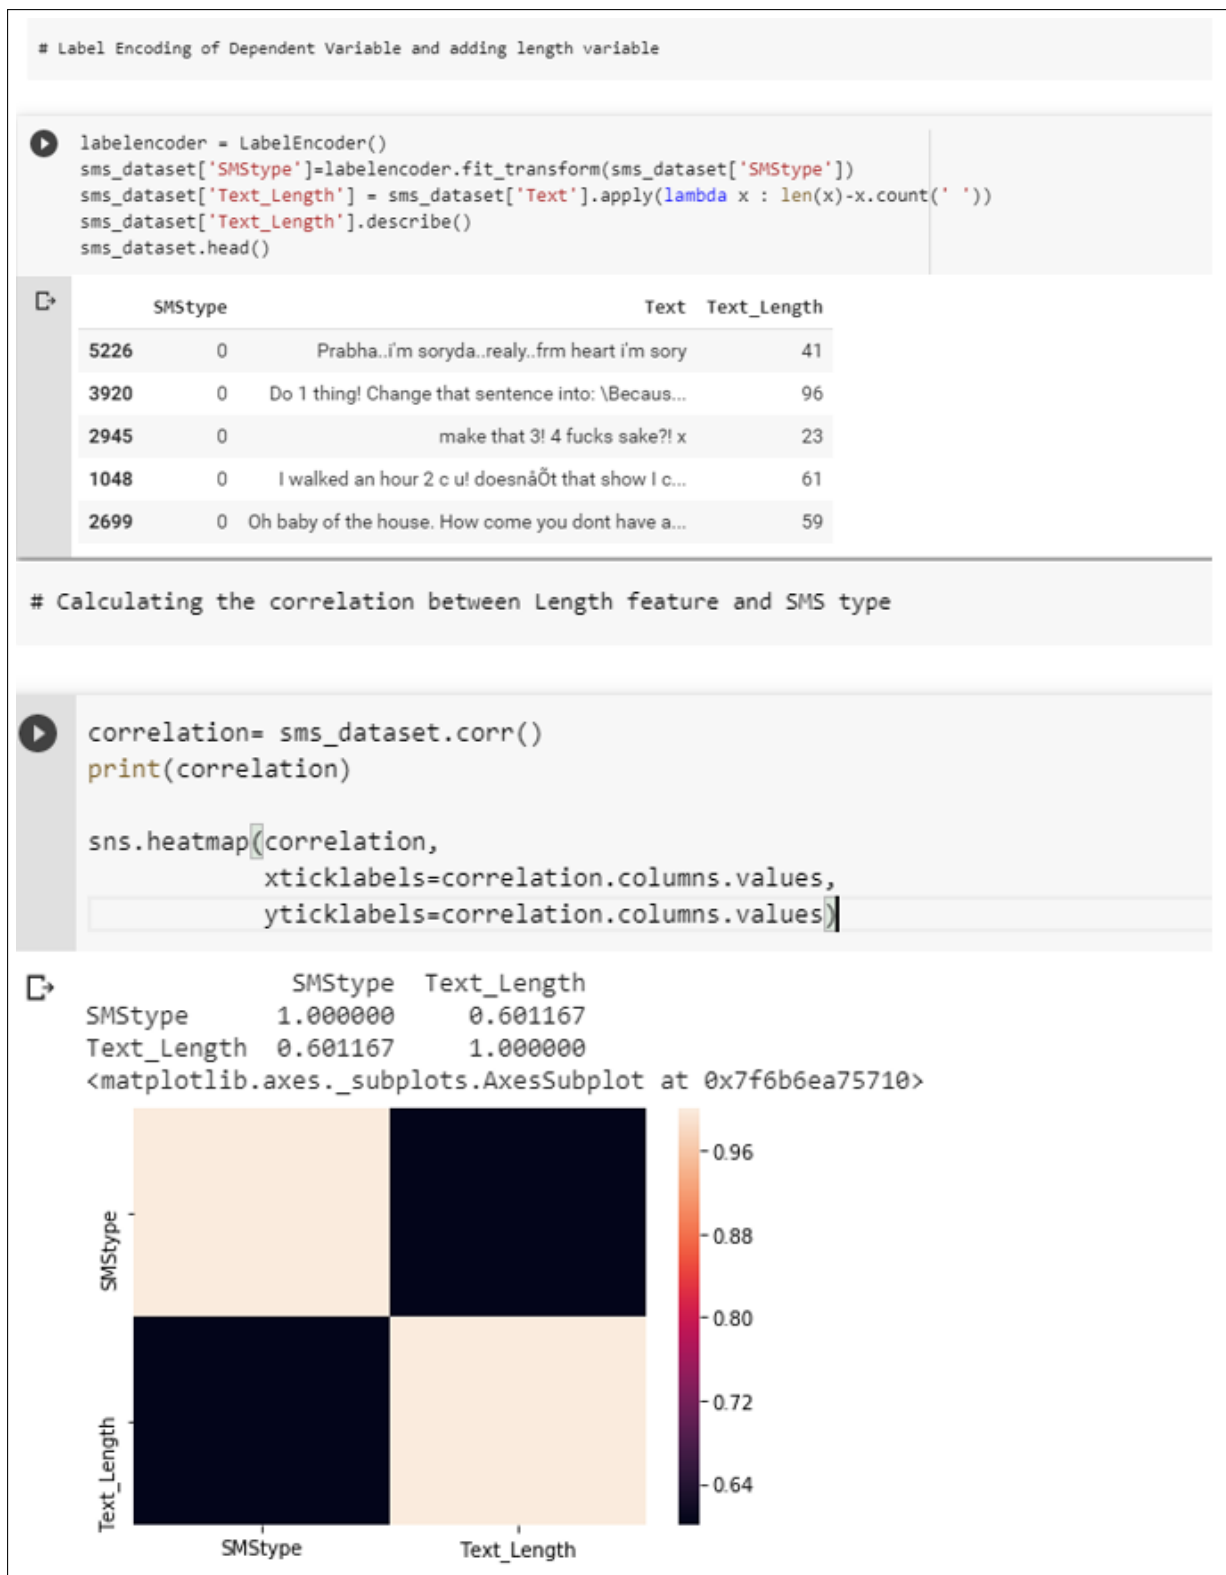 # Label Encoding of Dependent Variable and adding length variable
labelencoder = LabelEncoder()
sms_dataset['SMStype']=labelencoder.fit_transform(sms_dataset['SMStype'])
sms_dataset['Text_Length'] = sms_dataset['Text'].apply(lambda x : len(x)-x.count(' '))
sms_dataset['Text_Length'].describe()
sms_dataset.head()
SMStype Text Text_Length
5226 0 Prabha..i'm soryda..realy..frm heart i'm sory 41
3920 0 Do 1 thing! Change that sentence into: \Becaus... 96
2945 0 make that 3! 4 fucks sake?! x 23
1048 0 I walked an hour 2 c u! doesnåÕt that show I c... 61
2699 0 Oh baby of the house. How come you dont have a... 59
# Calculating the correlation between Length feature and SMS type
correlation= sms_dataset.corr()
print(correlation)
sns.heatmap(correlation,
xticklabels=correlation.columns.values,
yticklabels=correlation.columns.values)
SMStype Text_Length
SMStype 1.000000 0.601167
Text_Length 0.601167 1.000000
<matplotlib.axes._subplots.AxesSubplot at 0x7f6b6ea75710>
0.96
0.88
0.80
0.72
0.64
SMStype
Text_Length
SMStype Text_Length